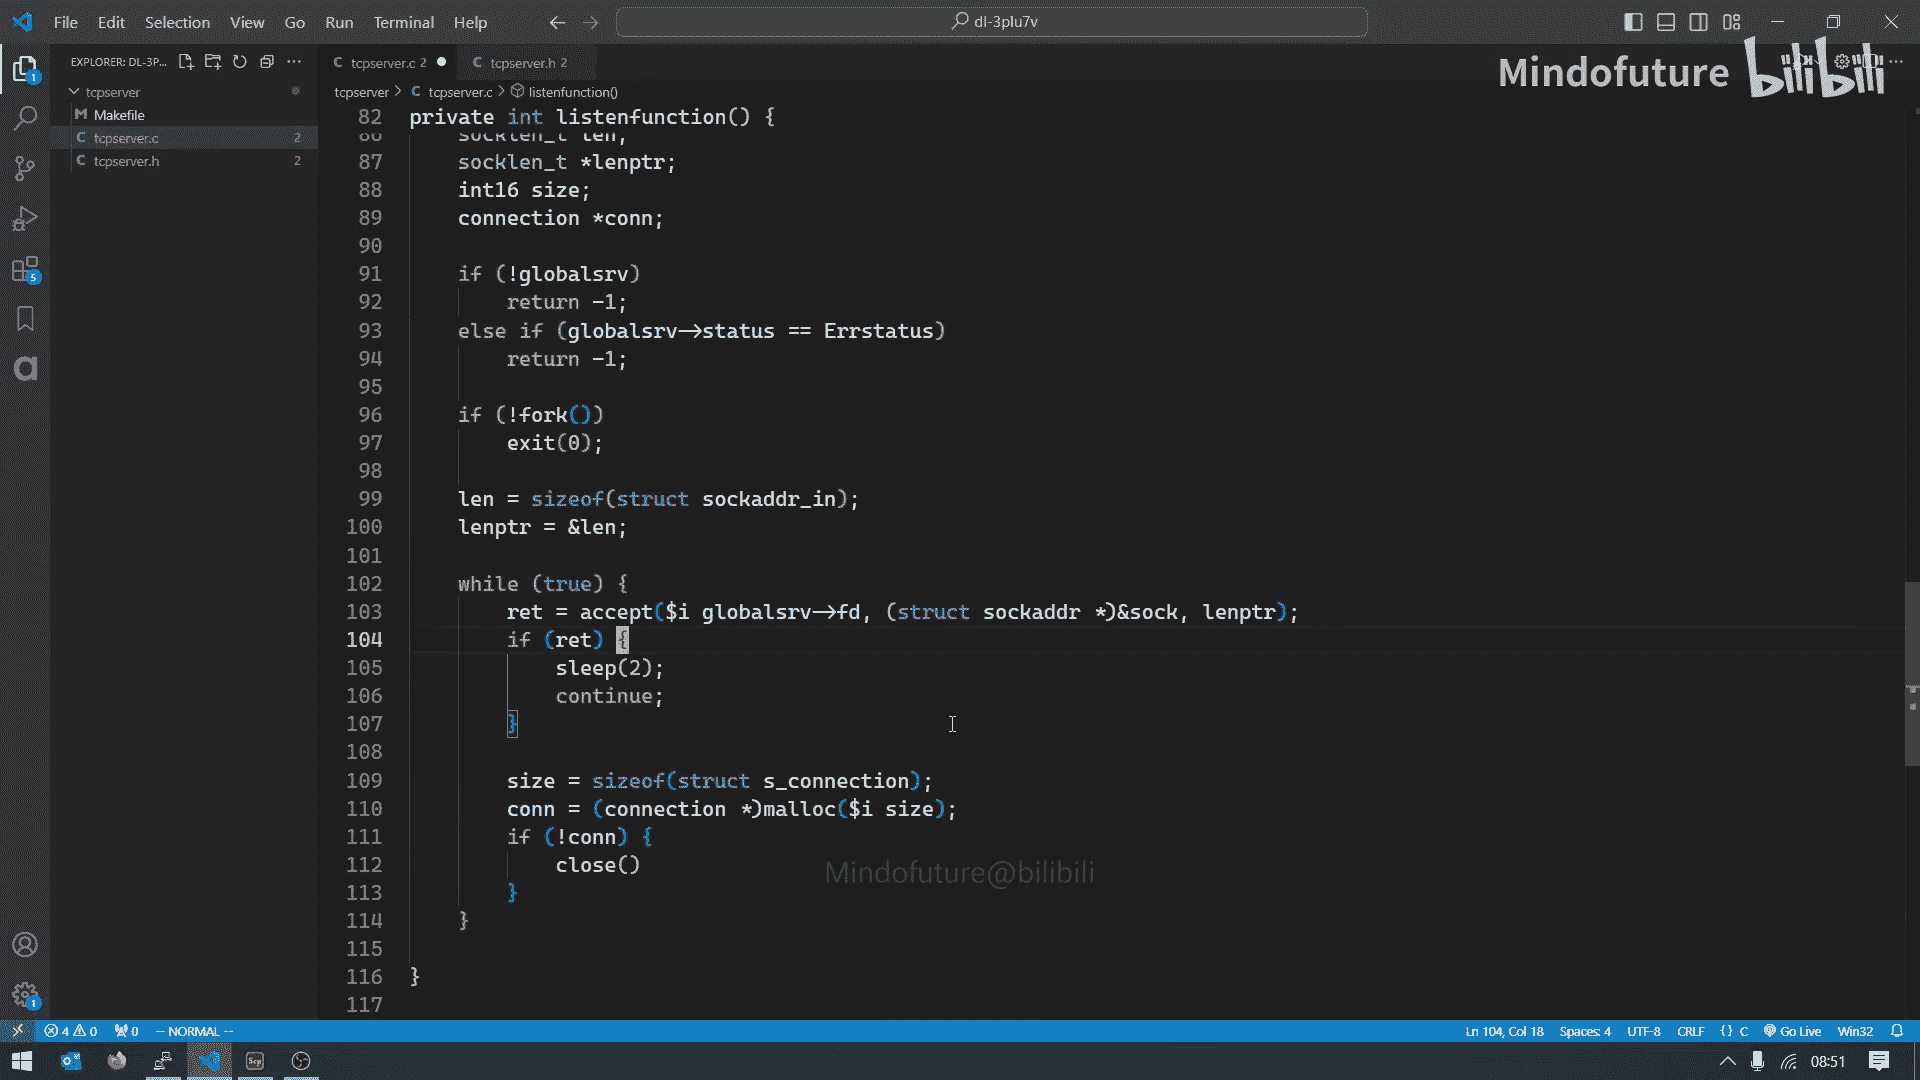 File Edit Selection View Go Run Terminal Help
dl-3plu7v
EXPLORER: DL-3P...
tcpserver.c 2
tcpserver.h 2
Mindofuture bilibili
tcpserver
Makefile
tcpserver.c 2
tcpserver.h 2
tcpserver > C tcpserver.c > listenfunction()
82 private int listenfunction() {
86 socklen_t len;
87 socklen_t *lenptr;
88 int16 size;
89 connection *conn;
90
91 if (!globalsrv)
92 return -1;
93 else if (globalsrv->status == Errstatus)
94 return -1;
95
96 if (!fork())
97 exit(0);
98
99 len = sizeof(struct sockaddr_in);
100 lenptr = &len;
101
102 while (true) {
103 ret = accept($i globalsrv->fd, (struct sockaddr *)&sock, lenptr);
104 if (ret) {
105 sleep(2);
106 continue;
107 }
108
109 size = sizeof(struct s_connection);
110 conn = (connection *)malloc($i size);
111 if (!conn) {
112 close()
113 }
114 }
115
116 }
117
Mindofuture@bilibili
4 0 0 -- NORMAL -- Ln 104, Col 18 Spaces: 4 UTF-8 CRLF {} C Go Live Win32
08:51